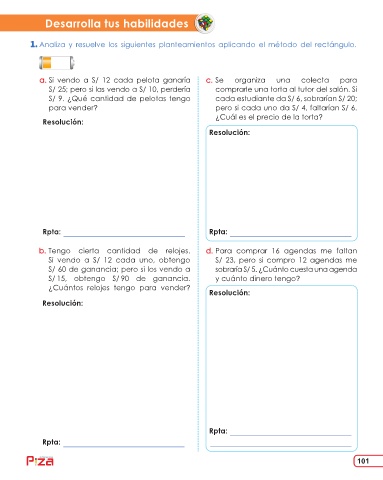 Desarrolla tus habilidades
1. Analiza y resuelve los siguientes planteamientos aplicando el método del rectángulo.
a. Si vendo a S/ 12 cada pelota ganaría
S/ 25; pero si las vendo a S/ 10, perdería
S/ 9. ¿Qué cantidad de pelotas tengo
para vender?
Resolución:
Rpta:
b. Tengo cierta cantidad de relojes.
Si vendo a S/ 12 cada uno, obtengo
S/ 60 de ganancia; pero si los vendo a
S/ 15, obtengo S/ 90 de ganancia.
¿Cuántos relojes tengo para vender?
Resolución:
Rpta:
c. Se organiza una colecta para
comprarle una torta al tutor del salón. Si
cada estudiante da S/ 6, sobrarían S/ 20;
pero si cada uno da S/ 4, faltarían S/ 6.
¿Cuál es el precio de la torta?
Resolución:
Rpta:
d. Para comprar 16 agendas me faltan
S/ 23, pero si compro 12 agendas me
sobraría S/ 5. ¿Cuánto cuesta una agenda
y cuánto dinero tengo?
Resolución:
Rpta:
Piza
101